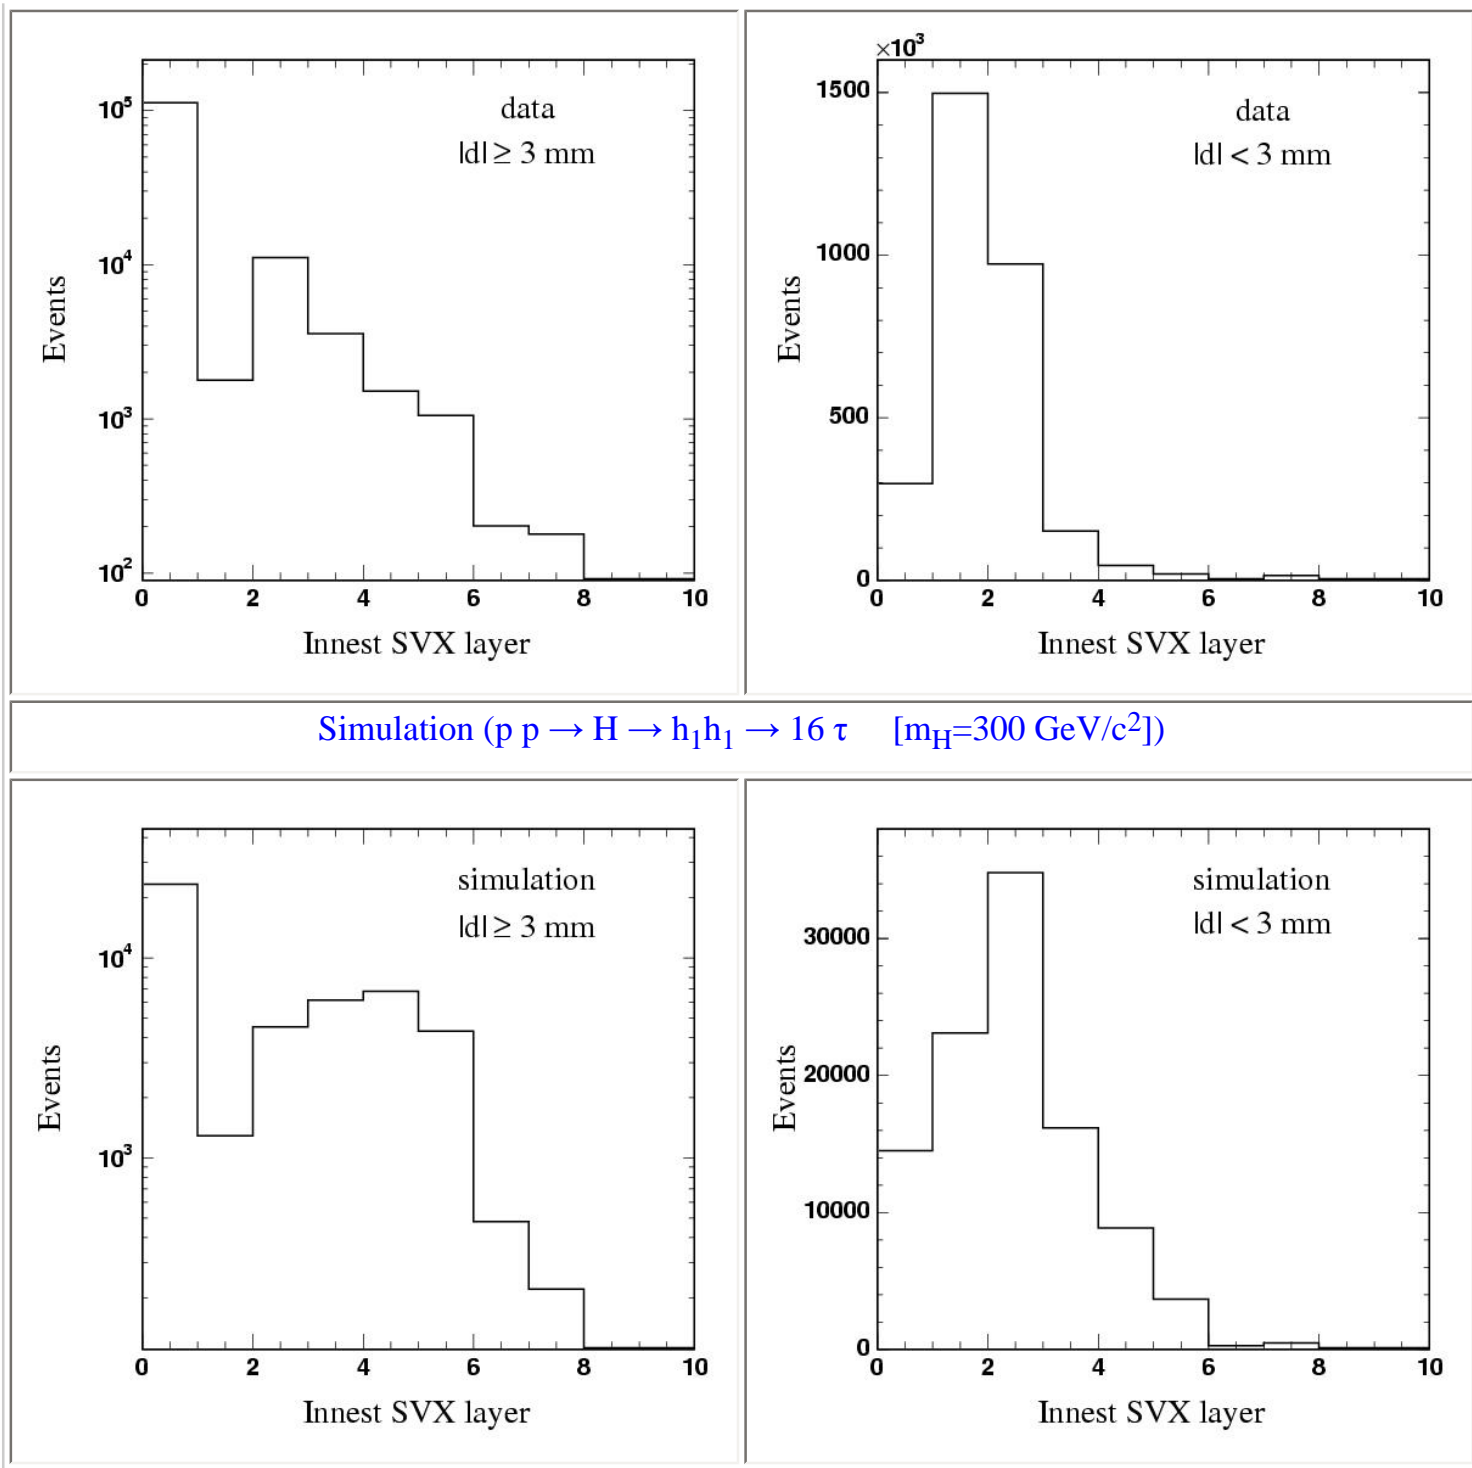 data
|d| ≥ 3 mm
10⁵
10⁴
10³
10²
Events
0 2 4 6 8 10
Innest SVX layer
×10³
data
|d| < 3 mm
1500
1000
500
0
Events
0 2 4 6 8 10
Innest SVX layer
Simulation (p p → H → h₁h₁ → 16 τ [m_H=300 GeV/c²])
simulation
|d| ≥ 3 mm
10⁴
10³
Events
0 2 4 6 8 10
Innest SVX layer
simulation
|d| < 3 mm
30000
20000
10000
0
Events
0 2 4 6 8 10
Innest SVX layer